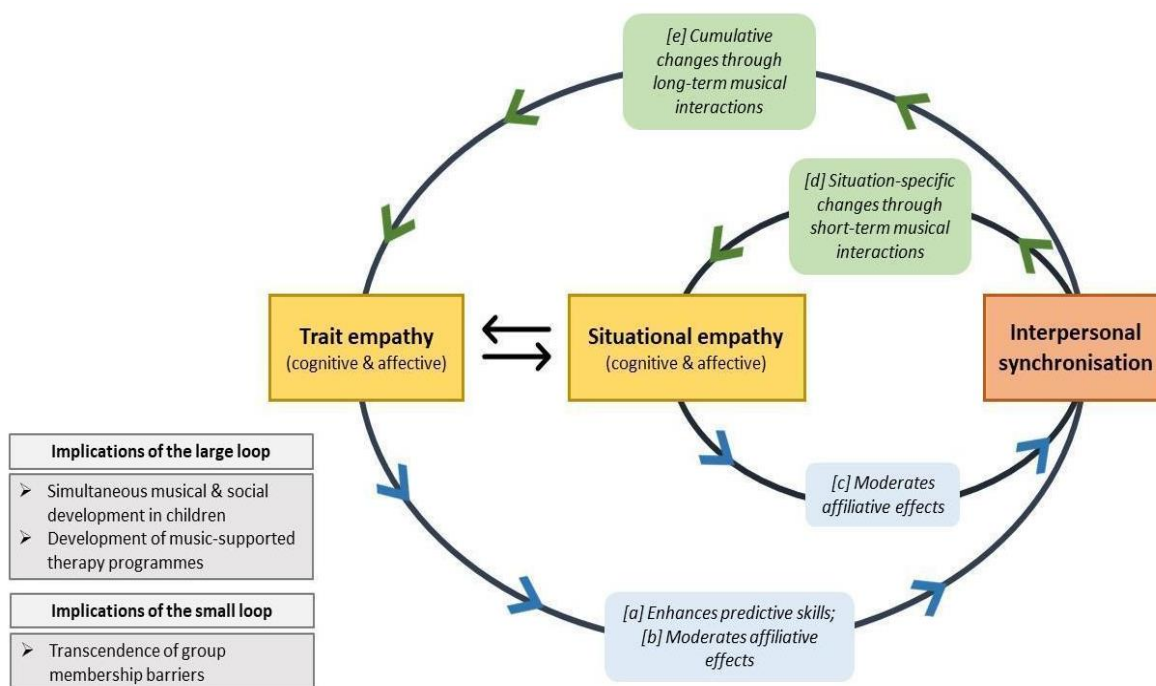 [e] Cumulative
changes through
long-term musical
interactions
[d] Situation-specific
changes through
short-term musical
interactions
Trait empathy
(cognitive & affective)
Situational empathy
(cognitive & affective)
Interpersonal
synchronisation
[c] Moderates
affiliative effects
[a] Enhances predictive skills;
[b] Moderates affiliative
effects
Implications of the large loop
➢ Simultaneous musical & social
development in children
➢ Development of music-supported
therapy programmes
Implications of the small loop
➢ Transcendence of group
membership barriers